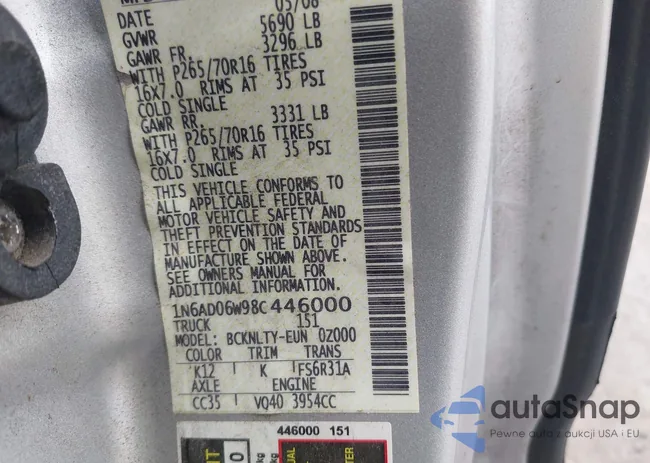 DATE 05/08
GVWR 5690 LB
GAWR FR. 3296 LB
WITH P265/70R16 TIRES
16X7.0 RIMS AT 35 PSI
COLD SINGLE
GAWR RR. 3331 LB
WITH P265/70R16 TIRES
16X7.0 RIMS AT 35 PSI
COLD SINGLE
THIS VEHICLE CONFORMS TO
ALL APPLICABLE FEDERAL
MOTOR VEHICLE SAFETY AND
THEFT PREVENTION STANDARDS
IN EFFECT ON THE DATE OF
MANUFACTURE SHOWN ABOVE.
SEE OWNERS MANUAL FOR
ADDITIONAL INFORMATION.
1N6AD06W98C446000
TRUCK 151
MODEL: BCKNLTY-EUN 0Z000
COLOR TRIM TRANS
K12 K FS6R31A
AXLE ENGINE
CC35 VQ40 3954CC
446000 151
autoSnap
Pewne auta z aukcji USA i EU